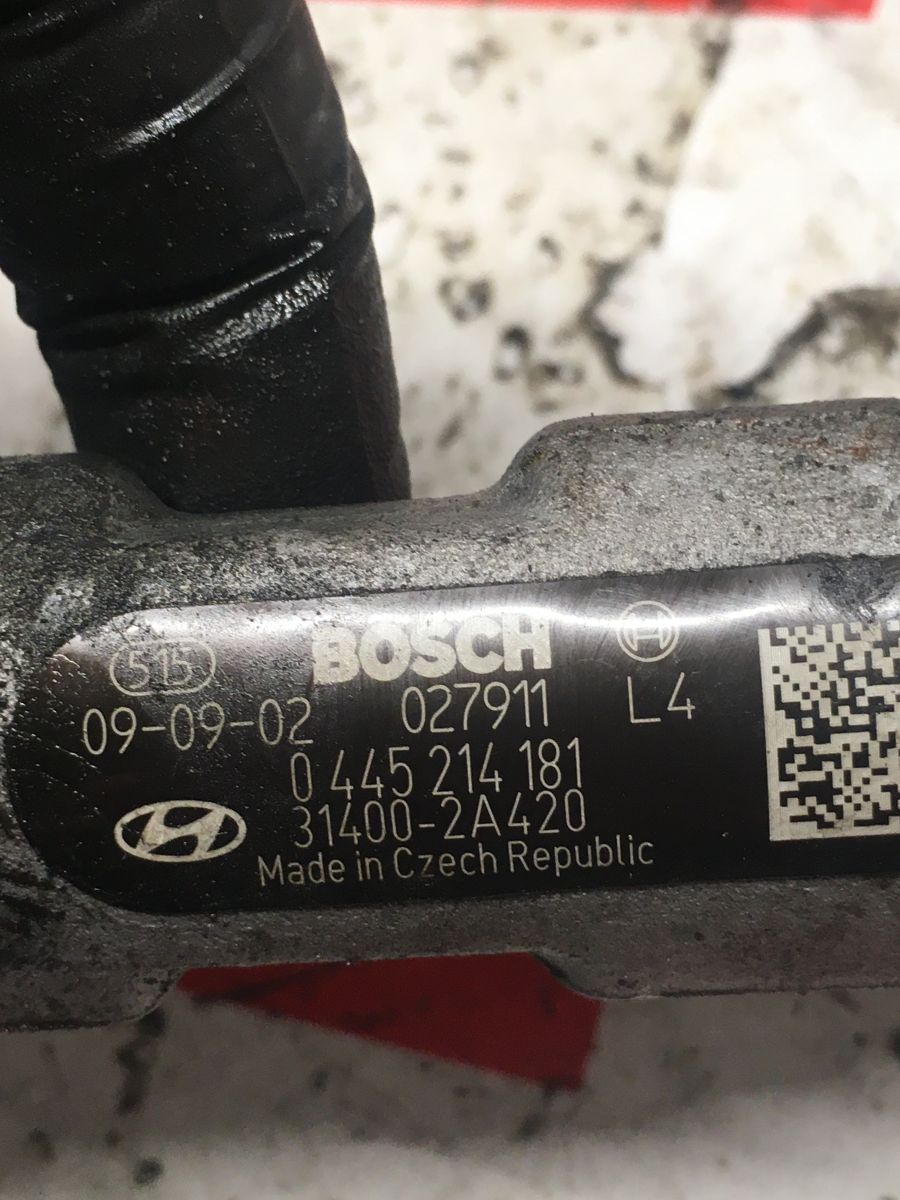 515 BOSCH
09-09-02 027911 L4
0 445 214 181
31400-2A420
Made in Czech Republic